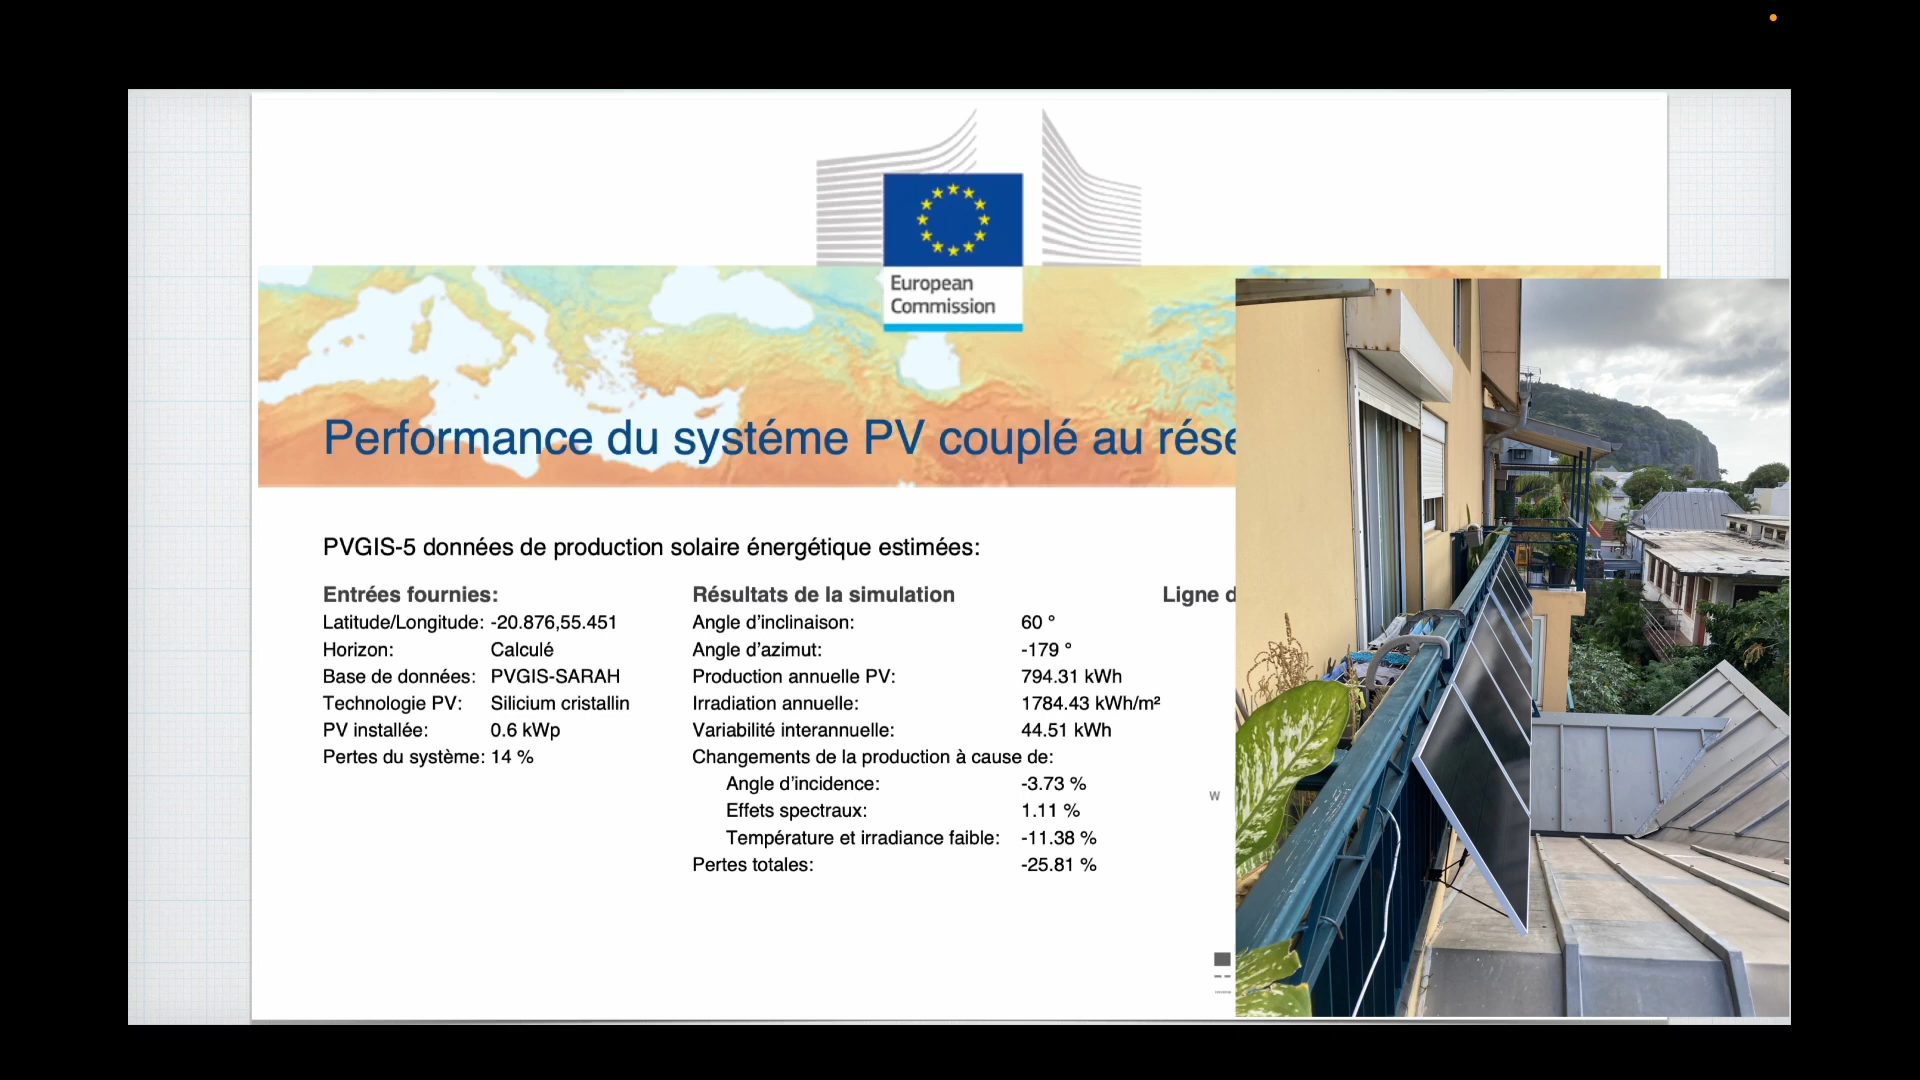 European
Commission
Performance du systéme PV couplé au rése
PVGIS-5 données de production solaire énergétique estimées:
Entrées fournies:
Latitude/Longitude: -20.876,55.451
Horizon: Calculé
Base de données: PVGIS-SARAH
Technologie PV: Silicium cristallin
PV installée: 0.6 kWp
Pertes du système: 14 %
Résultats de la simulation
Angle d'inclinaison: 60 °
Angle d'azimut: -179 °
Production annuelle PV: 794.31 kWh
Irradiation annuelle: 1784.43 kWh/m²
Variabilité interannuelle: 44.51 kWh
Changements de la production à cause de:
Angle d'incidence: -3.73 %
Effets spectraux: 1.11 %
Température et irradiance faible: -11.38 %
Pertes totales: -25.81 %
Ligne d
W